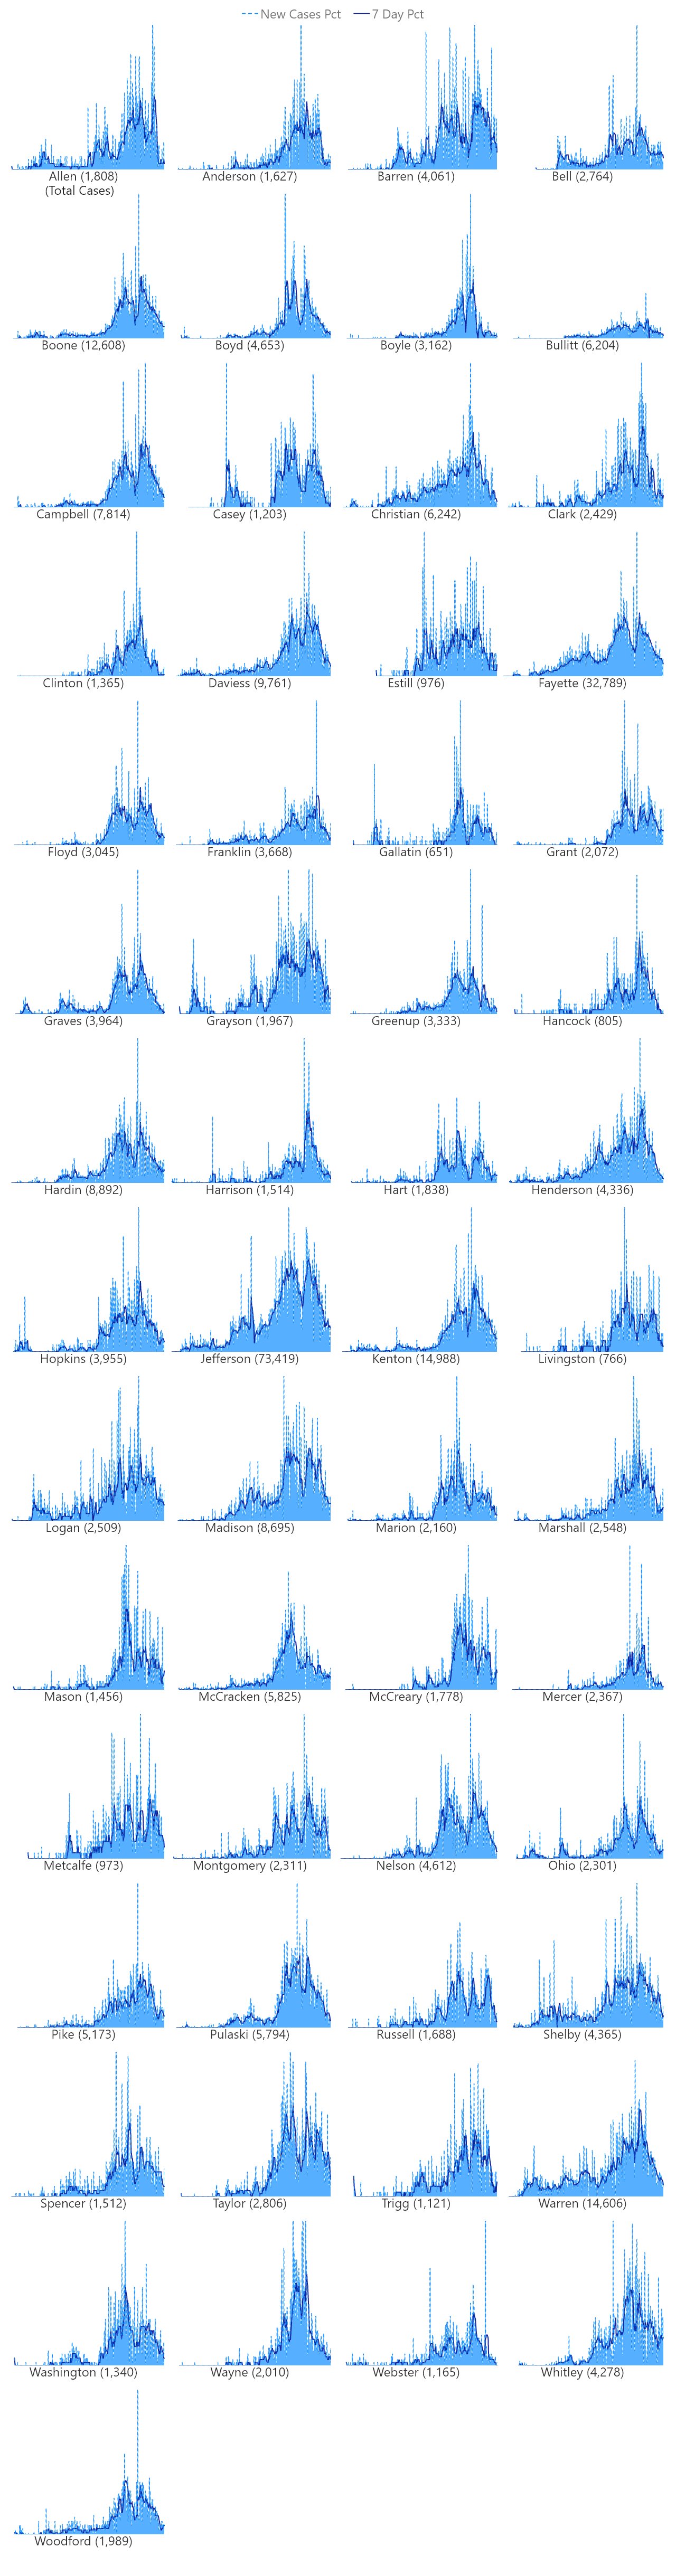 New Cases Pct 7 Day Pct
Allen (1,808) Anderson (1,627) Barren (4,061) Bell (2,764)
(Total Cases)
Boone (12,608) Boyd (4,653) Boyle (3,162) Bullitt (6,204)
Campbell (7,814) Casey (1,203) Christian (6,242) Clark (2,429)
Clinton (1,365) Daviess (9,761) Estill (976) Fayette (32,789)
Floyd (3,045) Franklin (3,668) Gallatin (651) Grant (2,072)
Graves (3,964) Grayson (1,967) Greenup (3,333) Hancock (805)
Hardin (8,892) Harrison (1,514) Hart (1,838) Henderson (4,336)
Hopkins (3,955) Jefferson (73,419) Kenton (14,988) Livingston (766)
Logan (2,509) Madison (8,695) Marion (2,160) Marshall (2,548)
Mason (1,456) McCracken (5,825) McCreary (1,778) Mercer (2,367)
Metcalfe (973) Montgomery (2,311) Nelson (4,612) Ohio (2,301)
Pike (5,173) Pulaski (5,794) Russell (1,688) Shelby (4,365)
Spencer (1,512) Taylor (2,806) Trigg (1,121) Warren (14,606)
Washington (1,340) Wayne (2,010) Webster (1,165) Whitley (4,278)
Woodford (1,989)